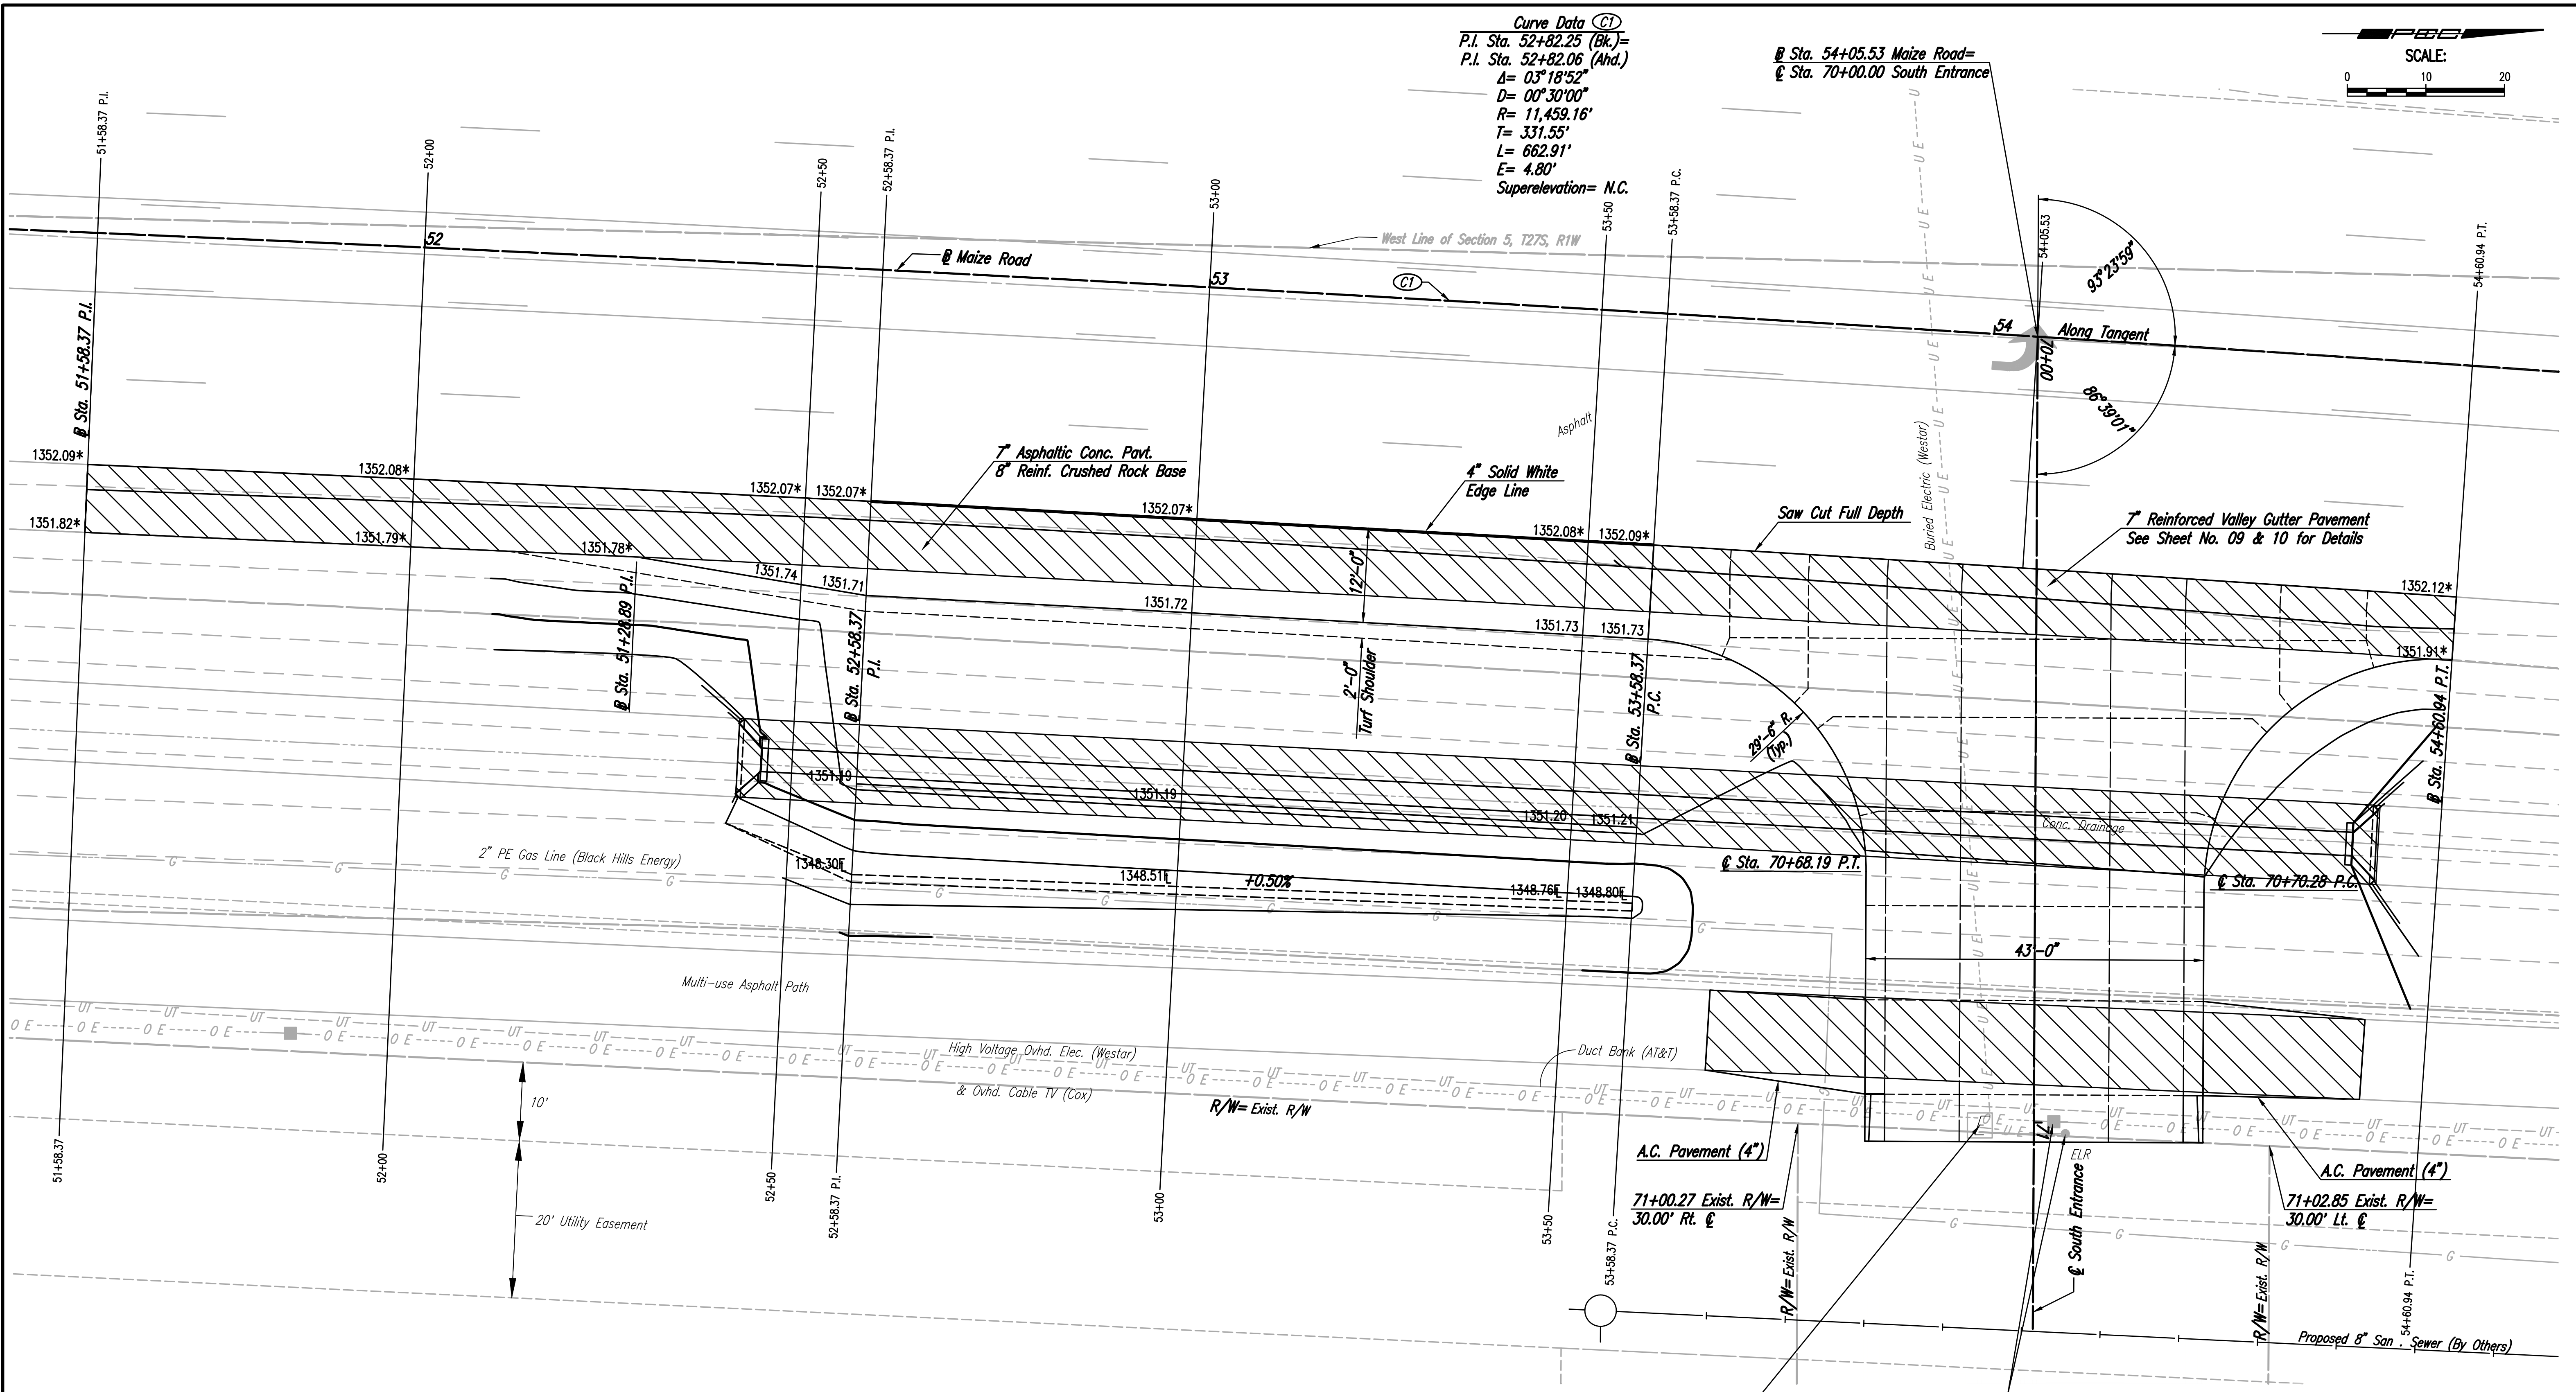 Curve Data C1
P.I. Sta. 52+82.25 (Bk.)=
P.I. Sta. 52+82.06 (Ahd.)
Δ= 03°18'52"
D= 00°30'00"
R= 11,459.16'
T= 331.55'
L= 662.91'
E= 4.80'
Superelevation= N.C.
℄ Sta. 70+00.00 South Entrance
Sta. 54+05.53 Maize Road=
PEC
SCALE:
0 10 20
51+58.37 P.I.
52+00
52+50
52+58.37 P.I.
53+00
53+50
53+58.37 P.C.
54+05.53
54+60.94 P.T.
52
53
54
Maize Road
West Line of Section 5, T27S, R1W
C1
Along Tangent
93°23'59"
86°39'01"
70+00
Sta. 51+58.37 P.I.
1352.09*
1352.08*
1352.07*
1352.07*
1352.07*
1352.08*
1352.09*
1352.12*
7" Asphaltic Conc. Pavt.
8" Reinf. Crushed Rock Base
4" Solid White
Edge Line
Asphalt
Saw Cut Full Depth
Buried Electric (Westar)
7" Reinforced Valley Gutter Pavement
See Sheet No. 09 & 10 for Details
1351.82*
1351.79*
1351.78*
1351.74
1351.71
1351.72
1351.73
1351.73
1351.91*
12'-0"
2'-0"
Turf Shoulder
Sta. 51+28.89 P.I.
Sta. 52+58.37
P.I.
Sta. 53+58.37
P.C.
29'-6" R.
(Typ.)
Sta. 54+60.94 P.T.
1351.19
1351.19
1351.20
1351.21
Conc. Drainage
℄ Sta. 70+68.19 P.T.
℄ Sta. 70+70.28 P.C.
2" PE Gas Line (Black Hills Energy)
1348.30
1348.51
+0.50%
1348.76
1348.80
43'-0"
Multi-use Asphalt Path
High Voltage Ovhd. Elec. (Westar)
& Ovhd. Cable TV (Cox)
Duct Bank (AT&T)
R/W= Exist. R/W
10'
20' Utility Easement
A.C. Pavement (4")
A.C. Pavement (4")
71+00.27 Exist. R/W=
30.00' Rt. ℄
71+02.85 Exist. R/W=
30.00' Lt. ℄
71
ELR
℄ South Entrance
R/W= Exist. R/W
R/W= Exist. R/W
51+58.37
52+00
52+50
52+58.37 P.I.
53+00
53+50
53+58.37 P.C.
54+60.94 P.T.
Proposed 8" San . Sewer (By Others)